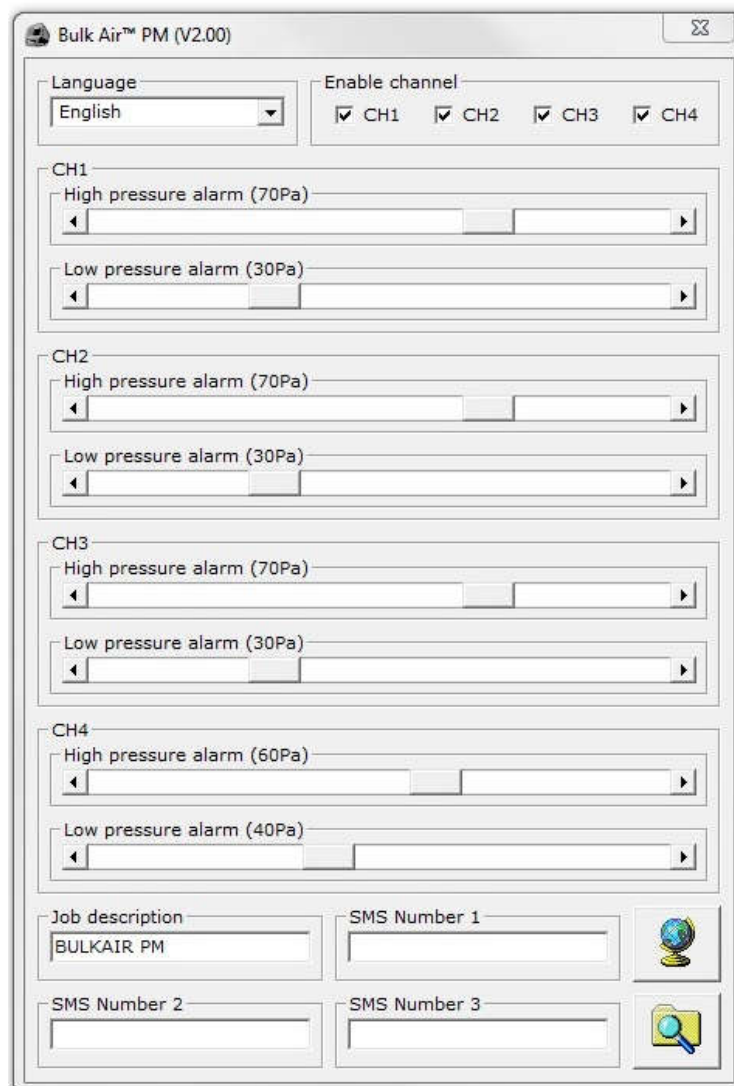 Bulk Air™ PM (V2.00)
Language
Enable channel
English
CH1 CH2 CH3 CH4
CH1
High pressure alarm (70Pa)
Low pressure alarm (30Pa)
CH2
High pressure alarm (70Pa)
Low pressure alarm (30Pa)
CH3
High pressure alarm (70Pa)
Low pressure alarm (30Pa)
CH4
High pressure alarm (60Pa)
Low pressure alarm (40Pa)
Job description
BULKAIR PM
SMS Number 1
SMS Number 2
SMS Number 3